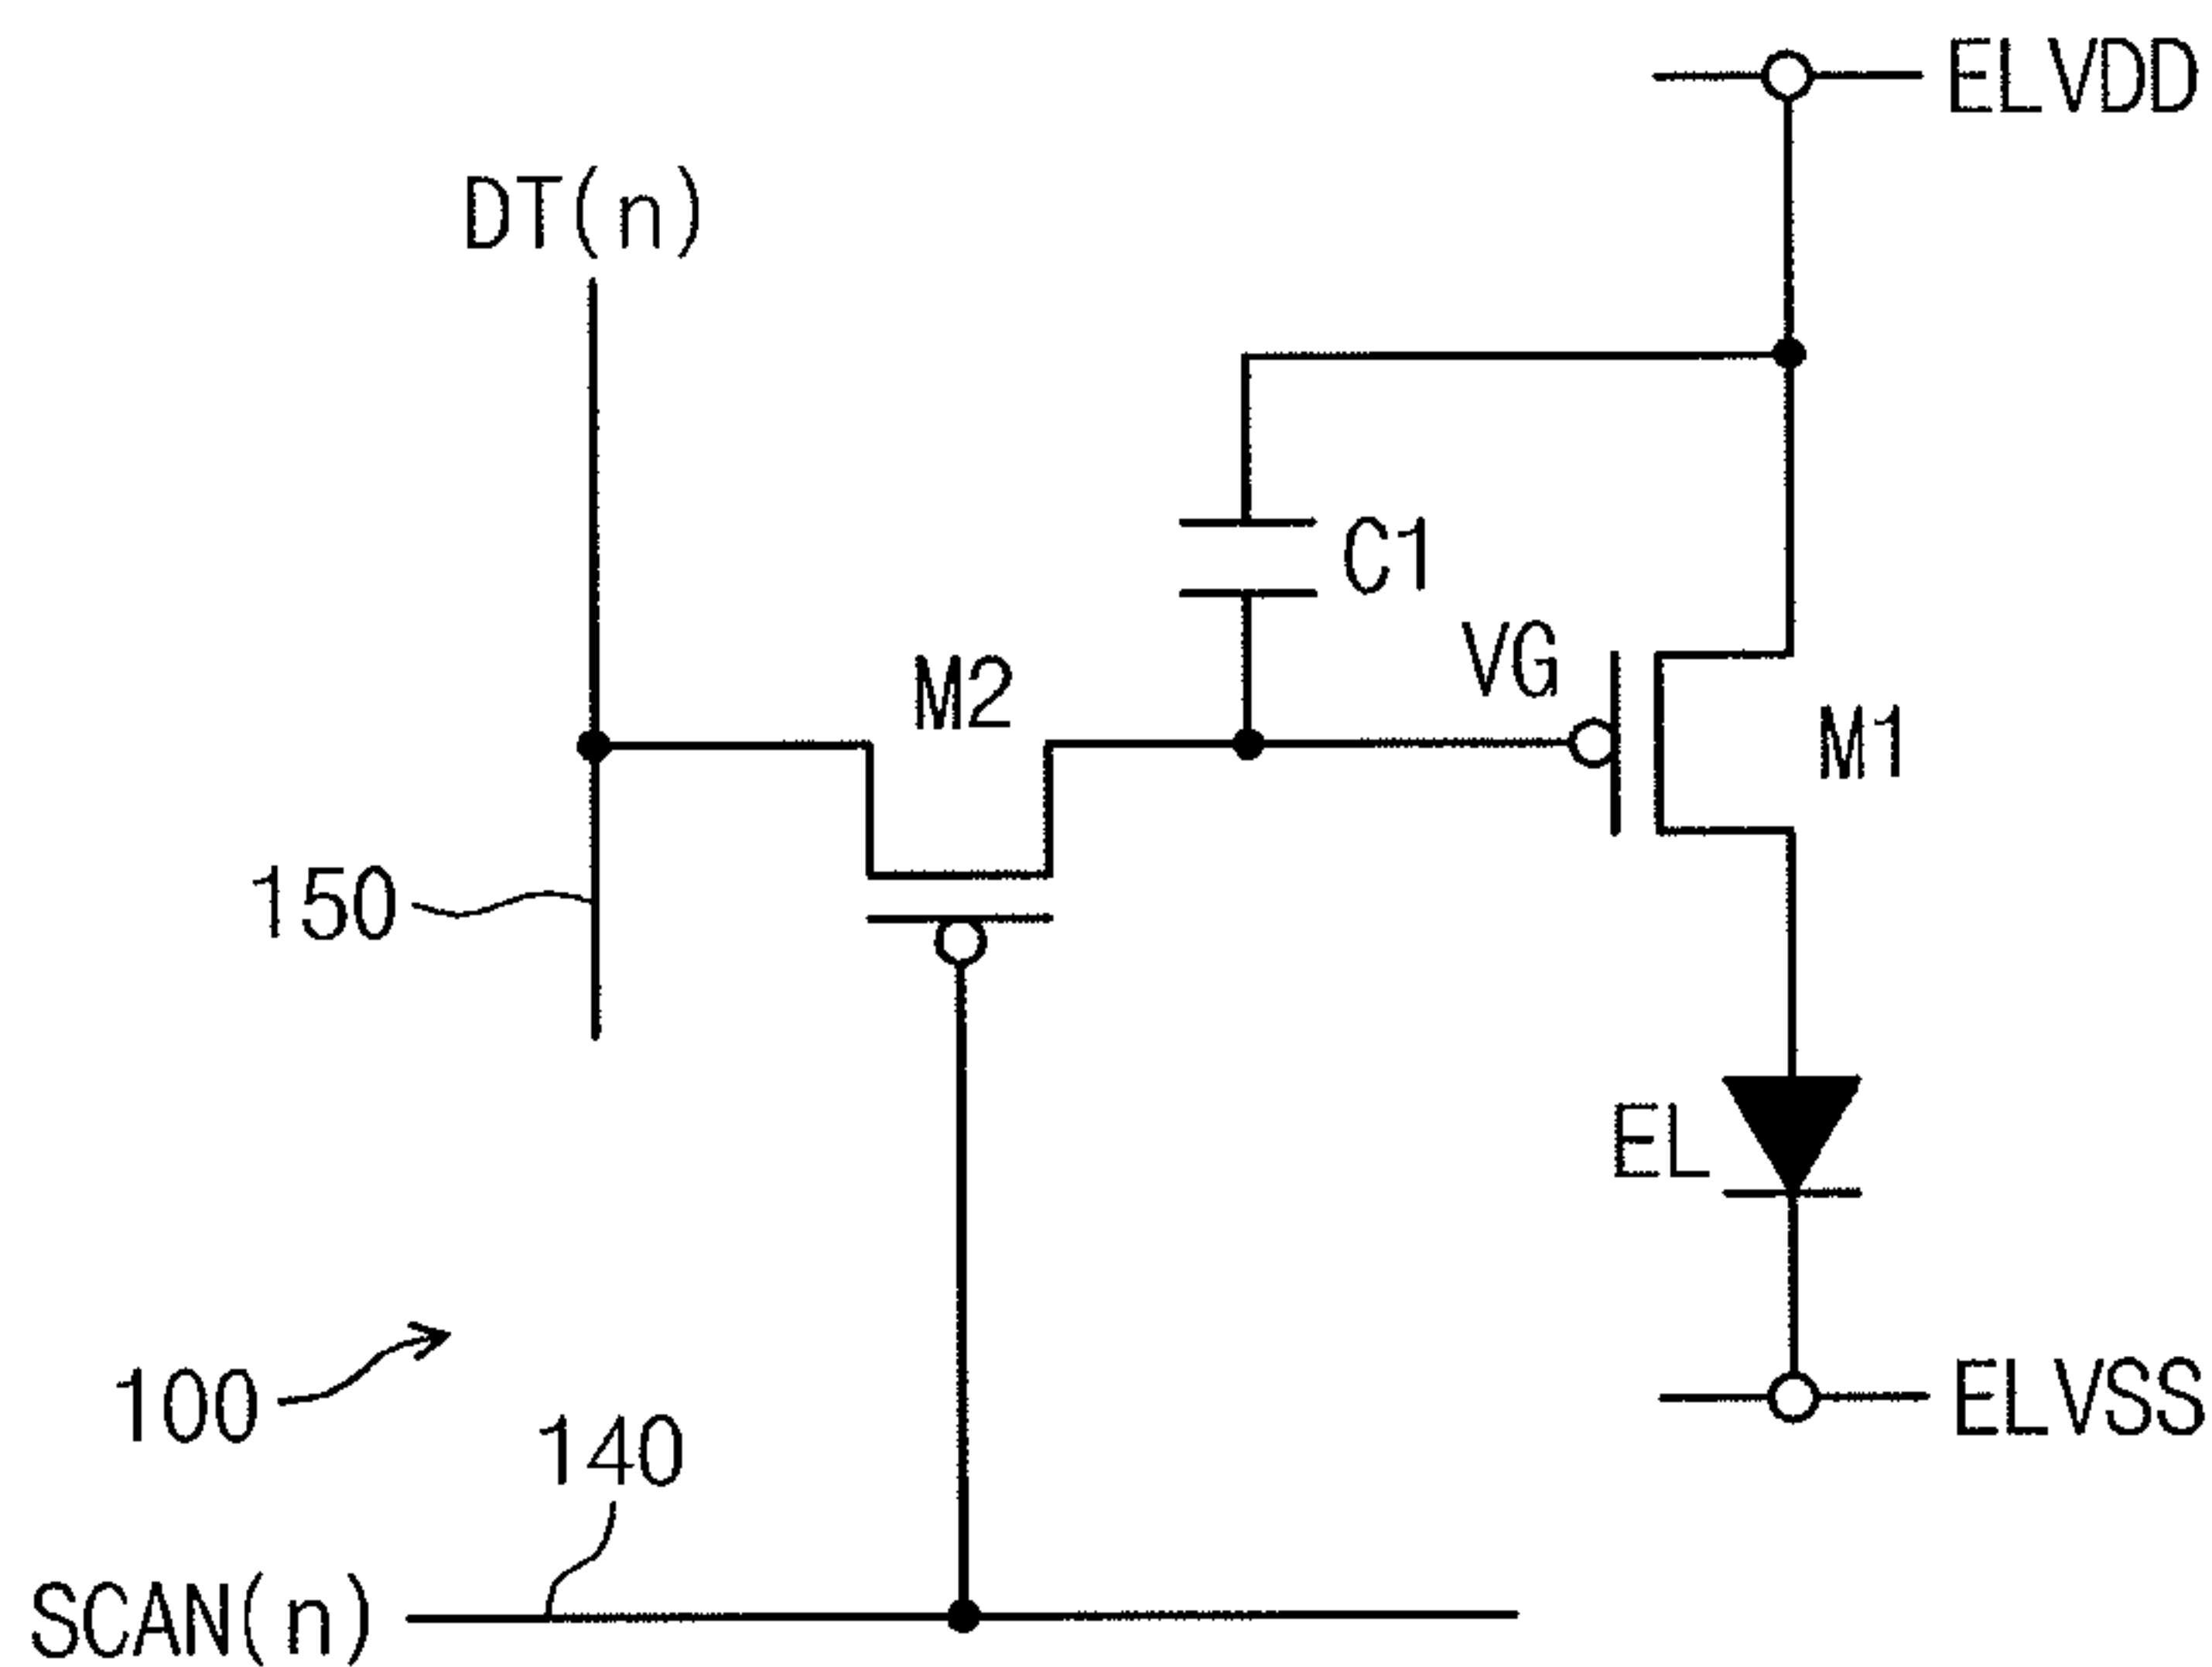 ELVDD
DT(n)
C1
VG
M2
M1
150
EL
100
ELVSS
140
SCAN(n)